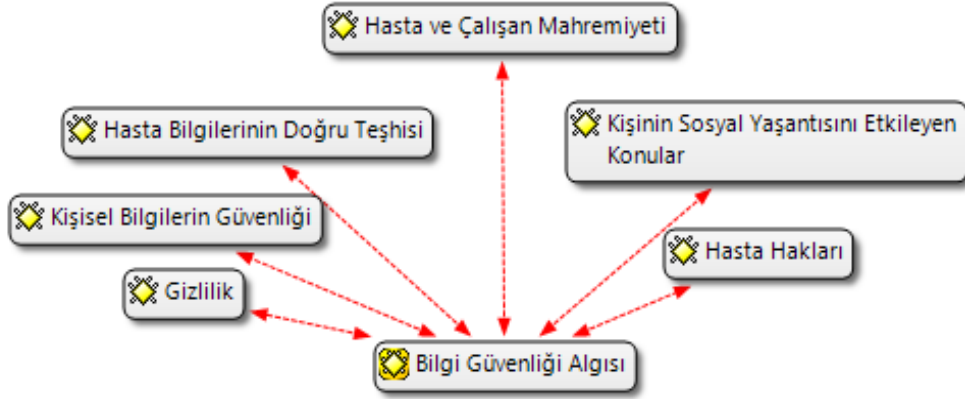 Hasta ve Çalışan Mahremiyeti
Hasta Bilgilerinin Doğru Teşhisi
Kişinin Sosyal Yaşantısını Etkileyen
Konular
Kişisel Bilgilerin Güvenliği
Hasta Hakları
Gizlilik
Bilgi Güvenliği Algısı